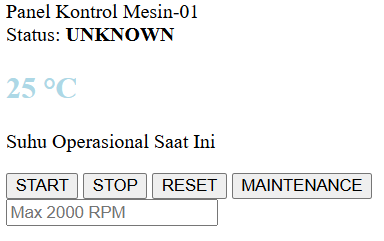 Panel Kontrol Mesin-01
Status: UNKNOWN
25 °C
Suhu Operasional Saat Ini
START STOP RESET MAINTENANCE
Max 2000 RPM